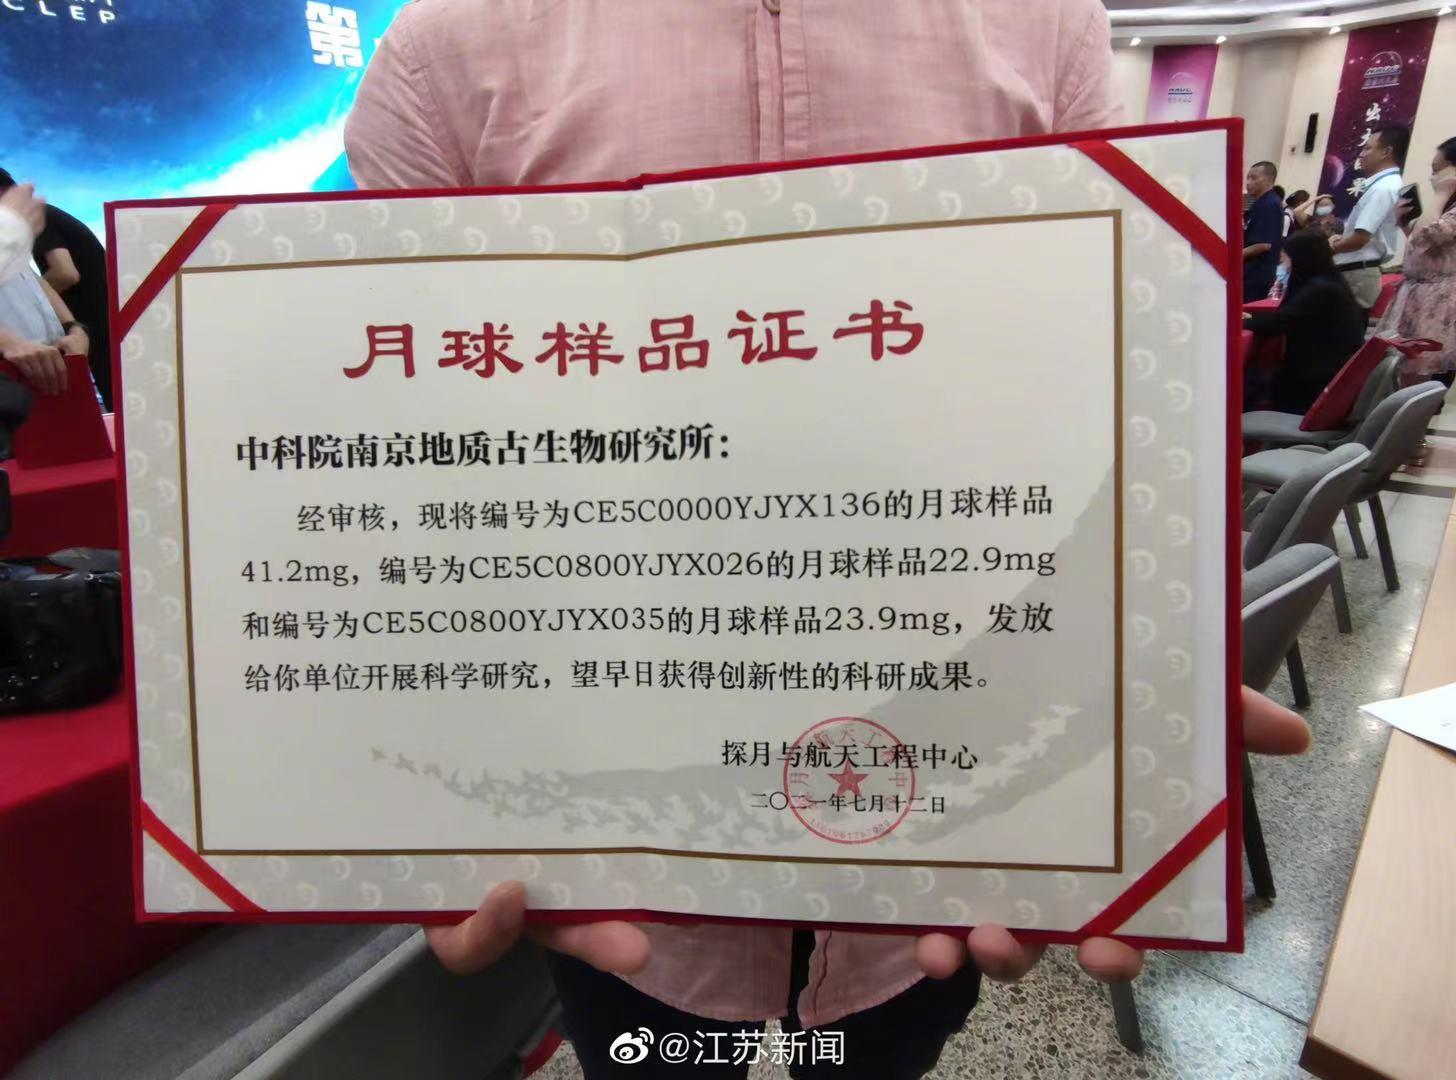 CLEP
第
月球样品证书
中科院南京地质古生物研究所：
经审核，现将编号为CE5C0000YJYX136的月球样品
41.2mg，编号为CE5C0800YJYX026的月球样品22.9mg
和编号为CE5C0800YJYX035的月球样品23.9mg，发放
给你单位开展科学研究，望早日获得创新性的科研成果。
探月与航天工程中心
二〇二一年七月十二日
@江苏新闻